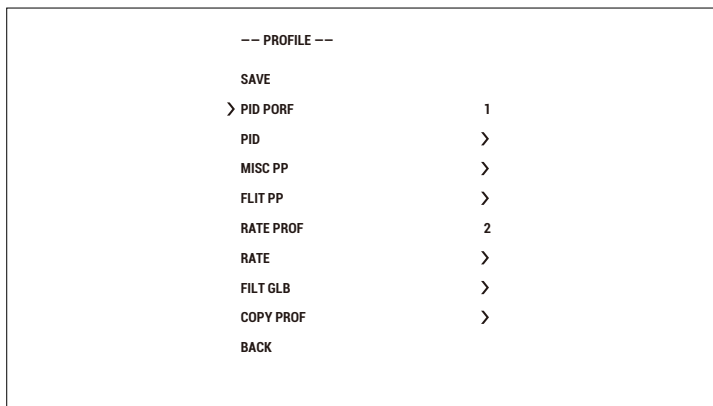 —— PROFILE ——
SAVE
> PID PORF 1
PID >
MISC PP >
FLIT PP >
RATE PROF 2
RATE >
FILT GLB >
COPY PROF >
BACK